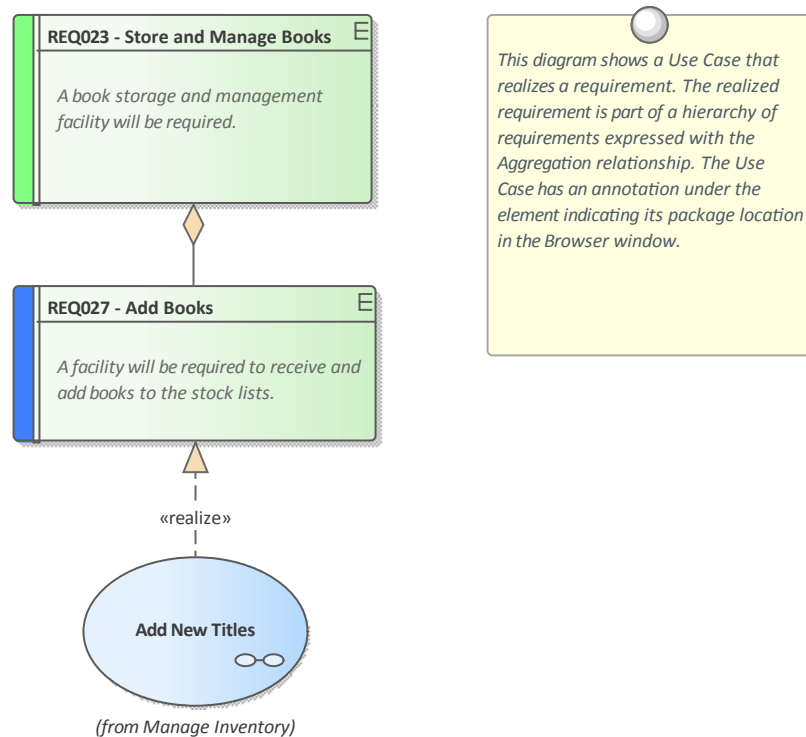 REQ023 - Store and Manage Books
E
A book storage and management
facility will be required.
This diagram shows a Use Case that
realizes a requirement. The realized
requirement is part of a hierarchy of
requirements expressed with the
Aggregation relationship. The Use
Case has an annotation under the
element indicating its package location
in the Browser window.
REQ027 - Add Books
E
A facility will be required to receive and
add books to the stock lists.
«realize»
Add New Titles
(from Manage Inventory)